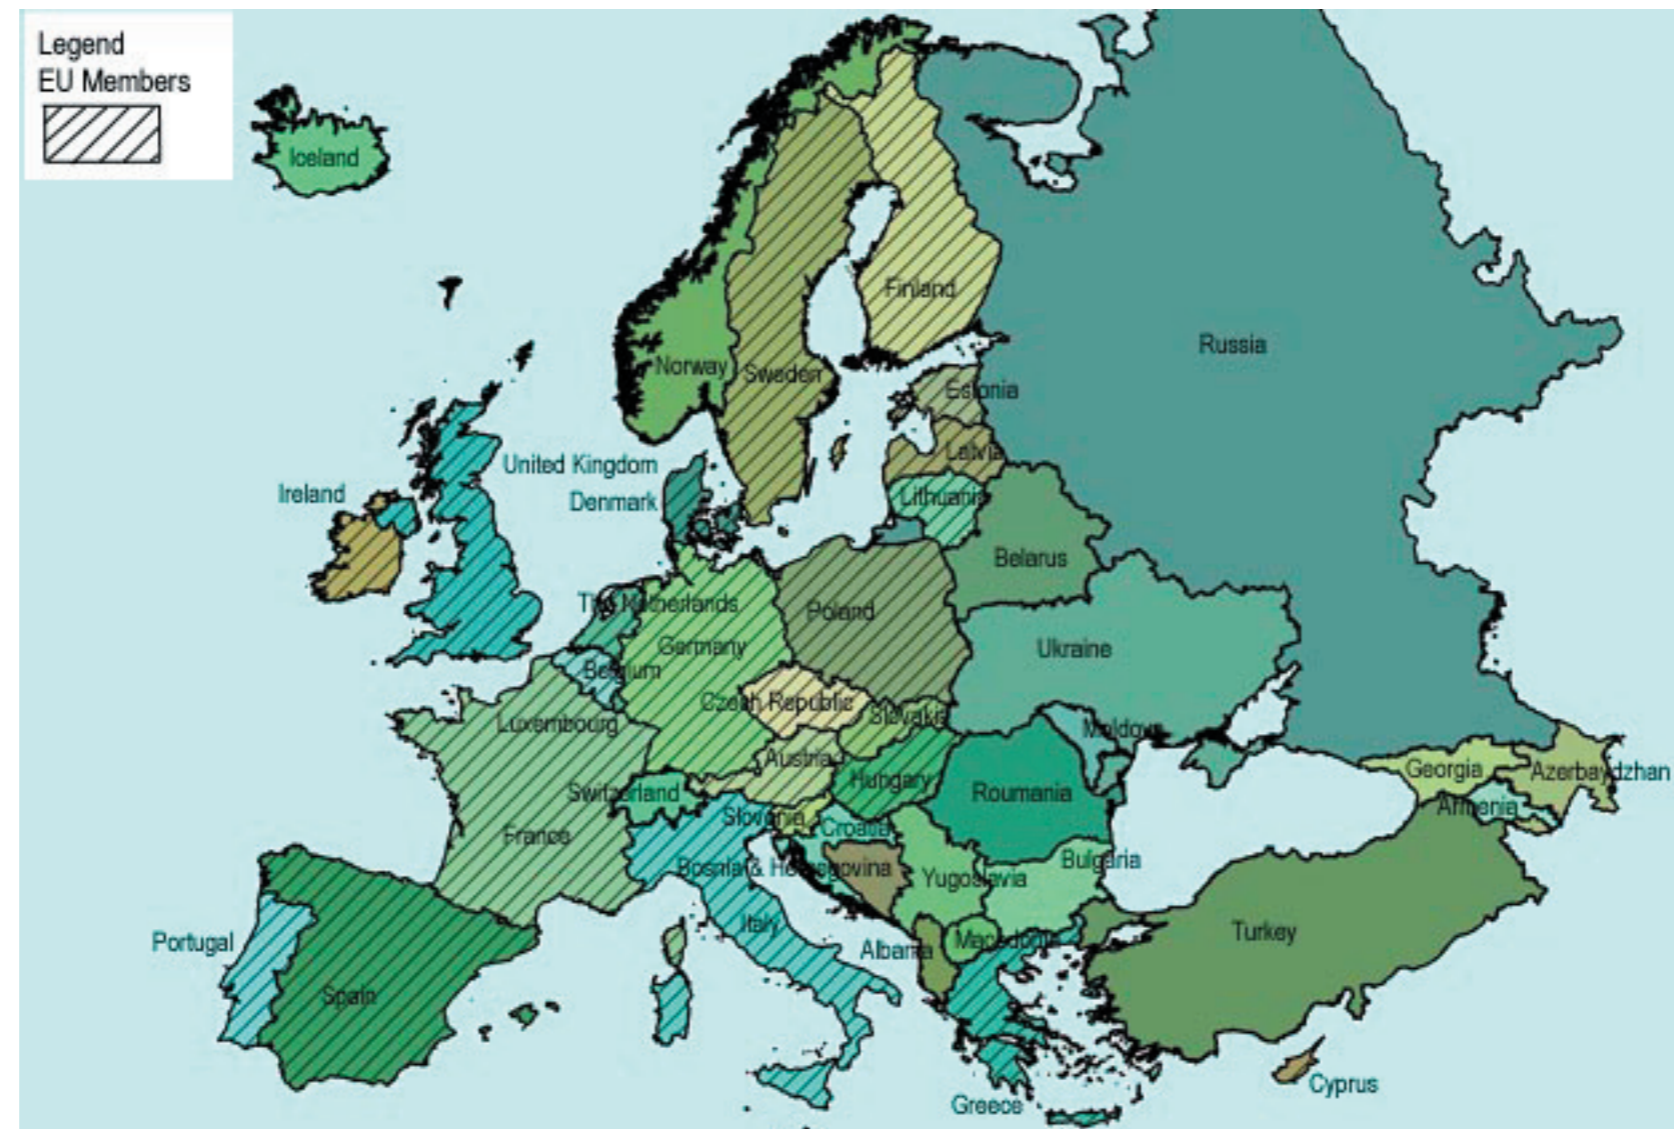 Legend
EU Members
Iceland
Finland
Russia
Norway
Sweden
Estonia
Latvia
United Kingdom
Denmark
Ireland
Lithuania
Belarus
The Netherlands
Poland
Germany
Ukraine
Belgium
Czech Republic
Slovakia
Luxembourg
Moldova
Austria
Hungary
Georgia
Azerbaydzhan
Switzerland
Roumania
Armenia
Slovenia
Croatia
France
Bosnia & Hercegovina
Yugoslavia
Bulgaria
Italy
Turkey
Portugal
Albania
Macedonia
Spain
Cyprus
Greece